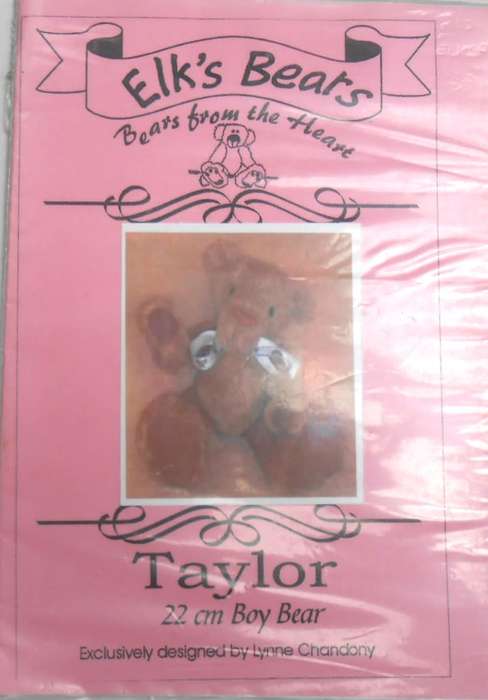 Elk's Bears
Bears from the Heart
Taylor
22 cm Boy Bear
Exclusively designed by Lynne Chandony